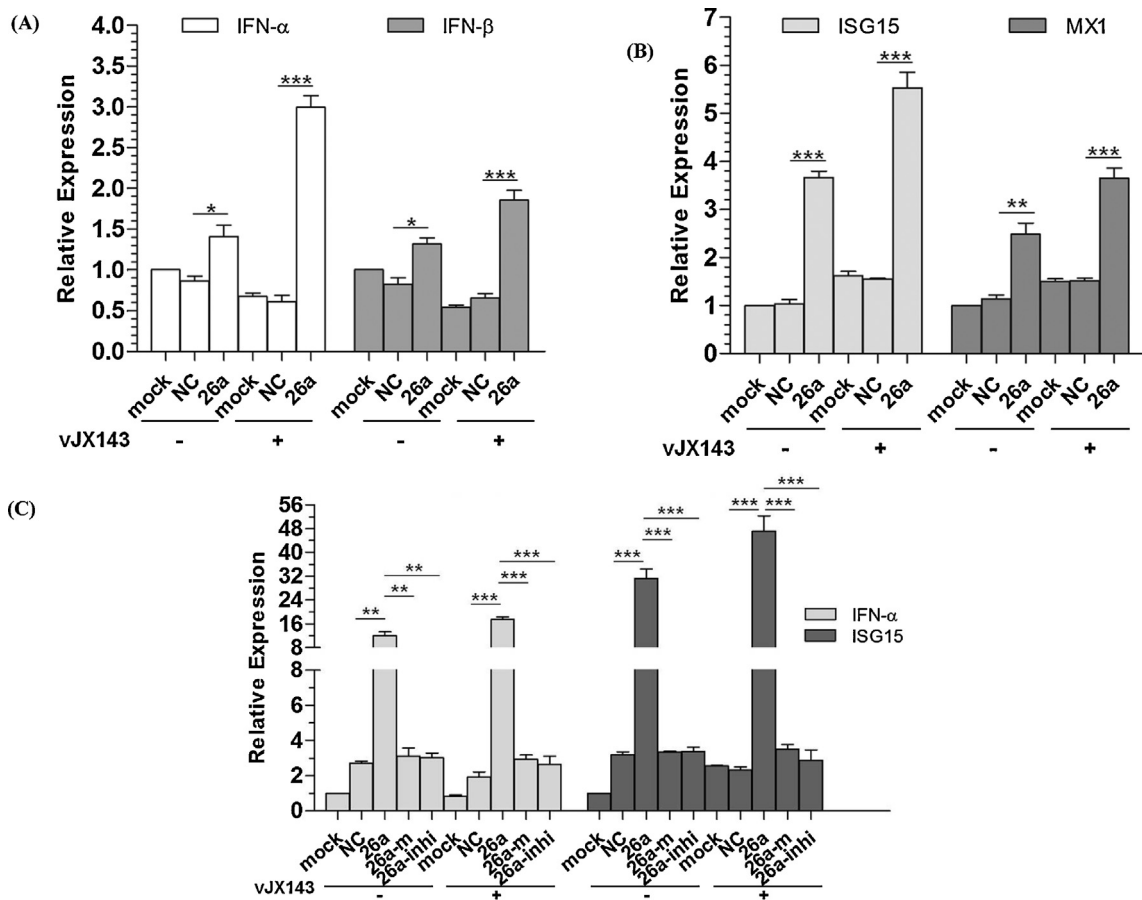 (A)
IFN-α IFN-β
Relative Expression
4.0
3.5
3.0
2.5
2.0
1.5
1.0
0.5
0.0
* *** * ***
mock NC 26a mock NC 26a mock NC 26a mock NC 26a
vJX143 - + - +
(B)
ISG15 MX1
Relative Expression
7
6
5
4
3
2
1
0
*** *** ** ***
mock NC 26a mock NC 26a mock NC 26a mock NC 26a
vJX143 - + - +
(C)
Relative Expression
56
48
40
32
24
16
8
8
6
4
2
0
** ** ** *** *** *** *** *** *** *** *** ***
IFN-α
ISG15
mock NC 26a 26a-m 26a-inhi mock NC 26a 26a-m 26a-inhi mock NC 26a 26a-m 26a-inhi mock NC 26a 26a-m 26a-inhi
vJX143 - + - +